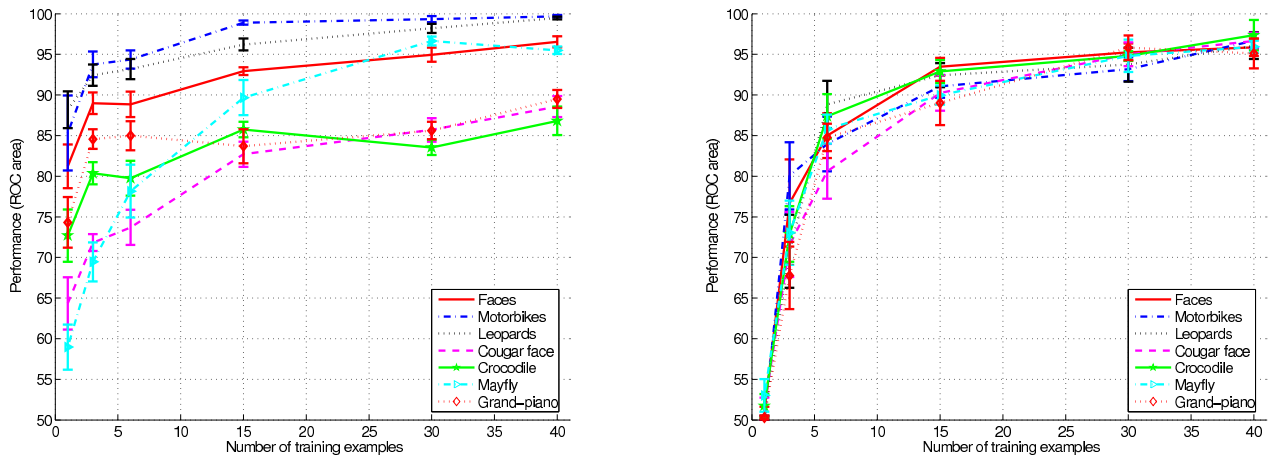 Performance (ROC area)
100
95
90
85
80
75
70
65
60
55
50
0
5
10
15
20
25
30
35
40
Number of training examples
Faces
Motorbikes
Leopards
Cougar face
Crocodile
Mayfly
Grand-piano
Performance (ROC area)
100
95
90
85
80
75
70
65
60
55
50
0
5
10
15
20
25
30
35
40
Number of training examples
Faces
Motorbikes
Leopards
Cougar face
Crocodile
Mayfly
Grand-piano